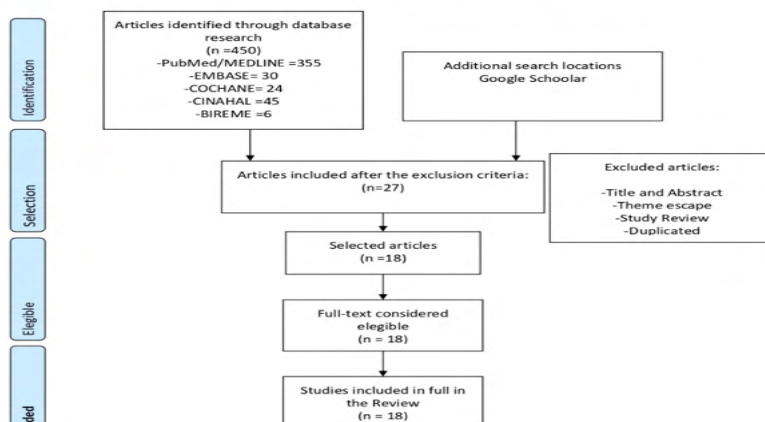 Identification
Articles identified through database
research
(n =450)
-PubMed/MEDLINE =355
-EMBASE= 30
-COCHANE= 24
-CINAHAL =45
-BIREME =6
Additional search locations
Google Schoolar
Selection
Articles included after the exclusion criteria:
(n=27)
Excluded articles:
-Title and Abstract
-Theme escape
-Study Review
-Duplicated
Selected articles
(n =18)
Elegible
Full-text considered
elegible
(n = 18)
Studies included in full in
the Review
(n = 18)